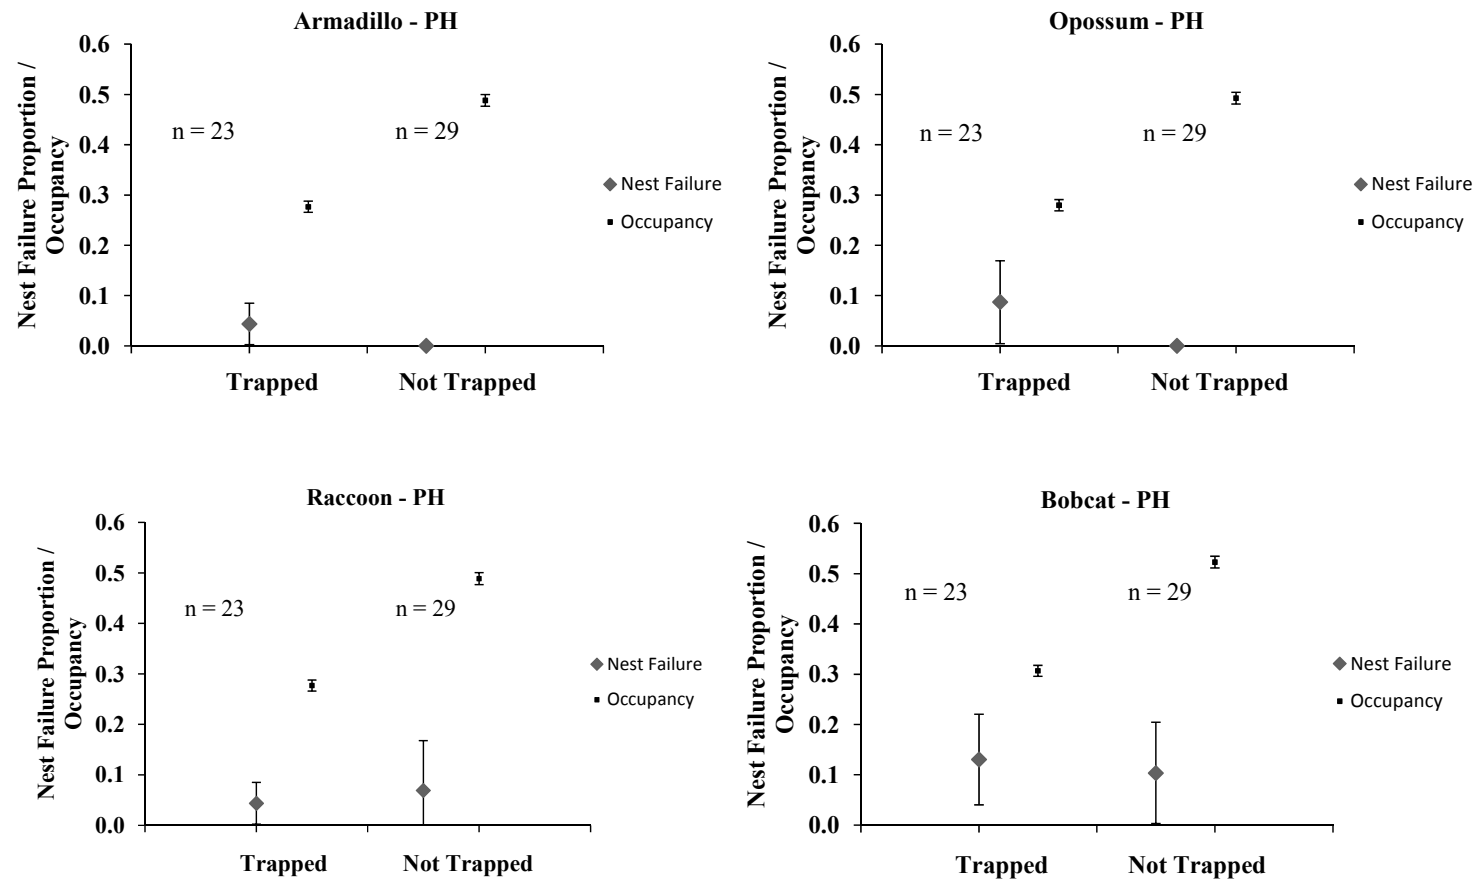 Armadillo - PH
Nest Failure Proportion /
Occupancy
0.6
0.5
0.4
0.3
0.2
0.1
0.0
n = 23
n = 29
Nest Failure
Occupancy
Trapped
Not Trapped
Opossum - PH
Nest Failure Proportion /
Occupancy
0.6
0.5
0.4
0.3
0.2
0.1
0.0
n = 23
n = 29
Nest Failure
Occupancy
Trapped
Not Trapped
Raccoon - PH
Nest Failure Proportion /
Occupancy
0.6
0.5
0.4
0.3
0.2
0.1
0.0
n = 23
n = 29
Nest Failure
Occupancy
Trapped
Not Trapped
Bobcat - PH
Nest Failure Proportion /
Occupancy
0.6
0.5
0.4
0.3
0.2
0.1
0.0
n = 23
n = 29
Nest Failure
Occupancy
Trapped
Not Trapped